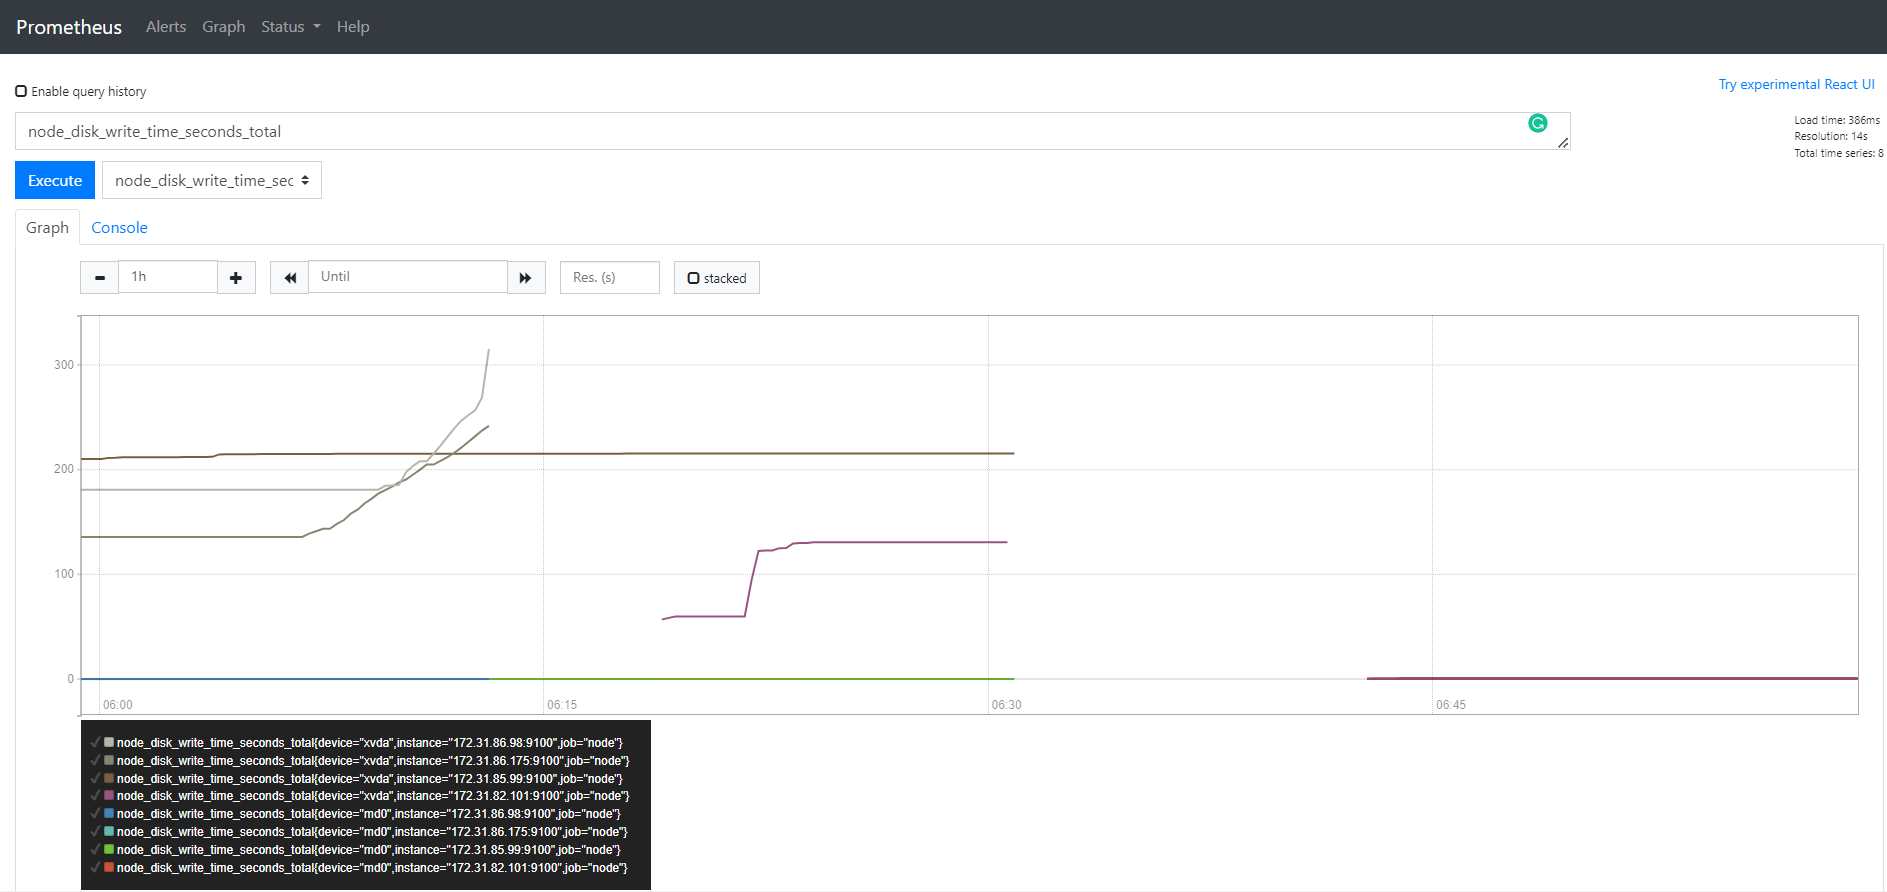 Prometheus Alerts Graph Status Help
Enable query history
Try experimental React UI
node_disk_write_time_seconds_total
Load time: 386ms
Resolution: 14s
Total time series: 8
Execute node_disk_write_time_sec
Graph Console
1h Until Res. (s) stacked
300
200
100
0
06:00 06:15 06:30 06:45
node_disk_write_time_seconds_total{device="xvda",instance="172.31.86.98:9100",job="node"}
node_disk_write_time_seconds_total{device="xvda",instance="172.31.86.175:9100",job="node"}
node_disk_write_time_seconds_total{device="xvda",instance="172.31.85.99:9100",job="node"}
node_disk_write_time_seconds_total{device="xvda",instance="172.31.82.101:9100",job="node"}
node_disk_write_time_seconds_total{device="md0",instance="172.31.86.98:9100",job="node"}
node_disk_write_time_seconds_total{device="md0",instance="172.31.86.175:9100",job="node"}
node_disk_write_time_seconds_total{device="md0",instance="172.31.85.99:9100",job="node"}
node_disk_write_time_seconds_total{device="md0",instance="172.31.82.101:9100",job="node"}